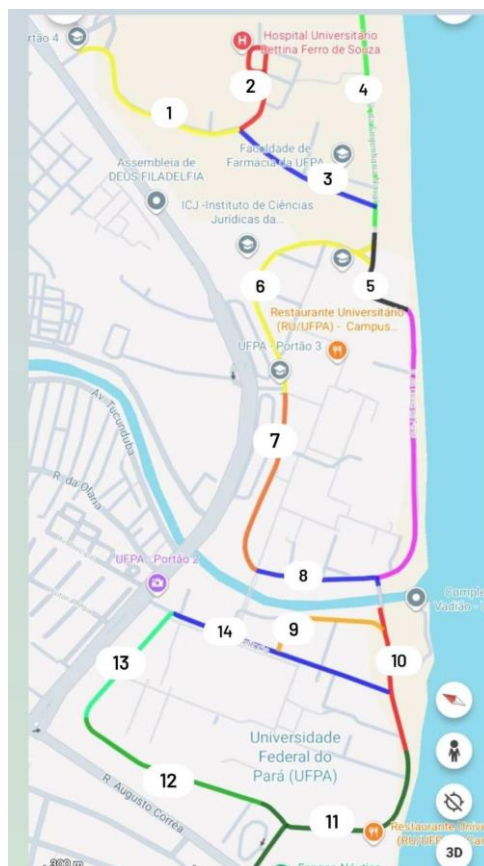 rtão 4
Hospital Universitário
Bettina Ferro de Souza
2
4
1
Faculdade de
Farmácia da UFPA
Assembleia de
DEUS FILADELFIA
3
ICJ -Instituto de Ciências
Jurídicas da...
5
6
Restaurante Universitário
(RU/UFPA) - Campus...
UFPA - Portão 3
Av. Tucunduba
7
R. da Olaria
UFPA - Portão 2
8
Comple
Vadião -
14
9
10
13
Universidade
Federal do
Pará (UFPA)
12
R. Augusto Corrêa
11
Restaurante Unive
(RU/UFPA)
3D
300 m